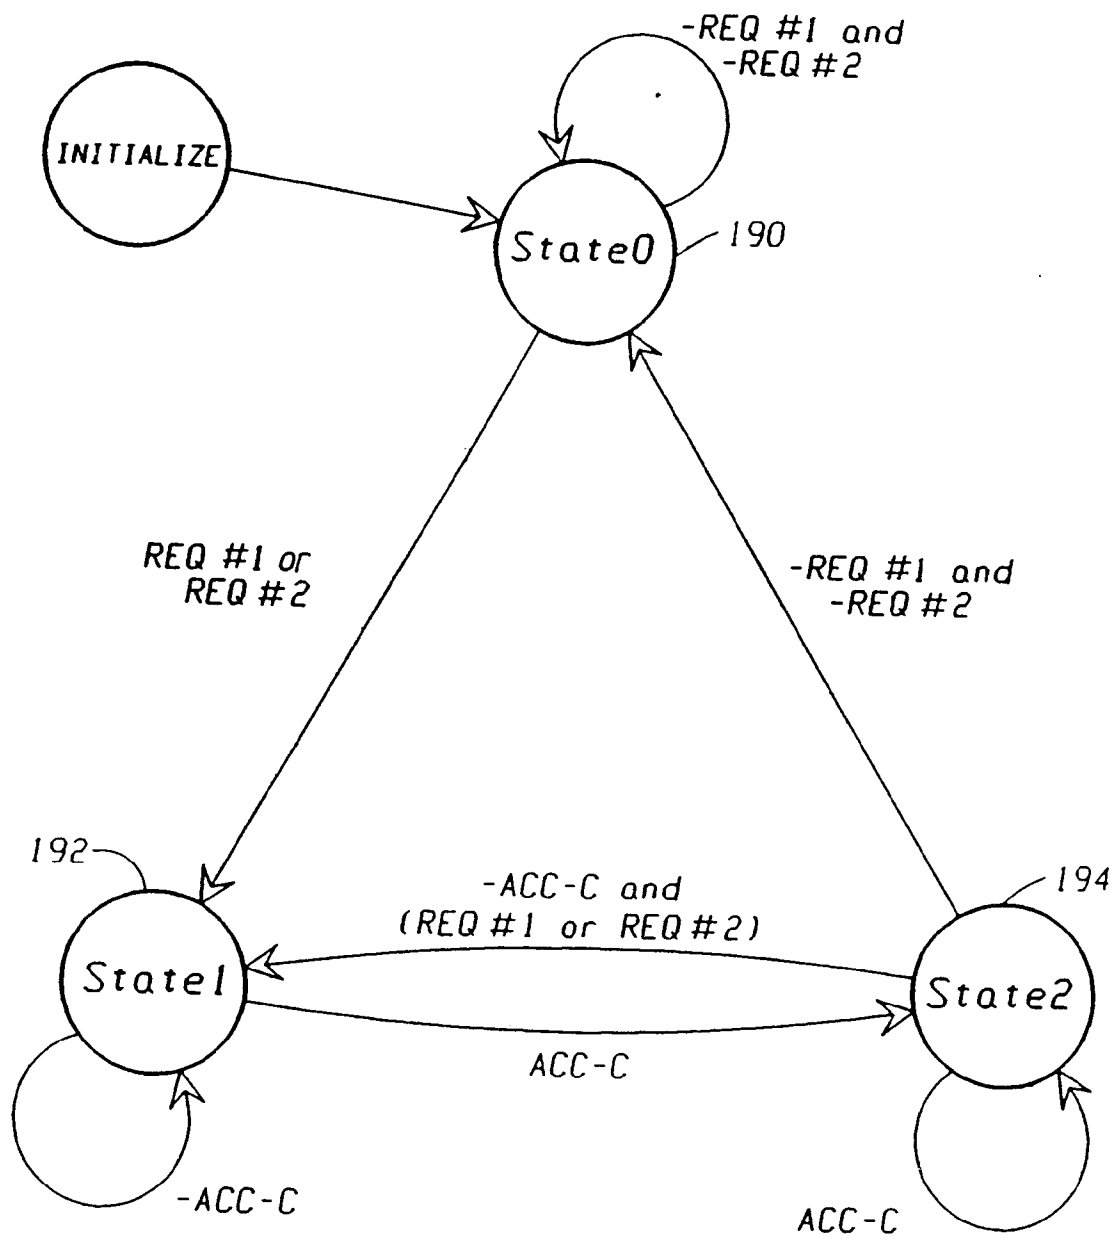 -REQ #1 and
-REQ #2
INITIALIZE
State0
190
REQ #1 or
REQ #2
-REQ #1 and
-REQ #2
192
194
-ACC-C and
(REQ #1 or REQ #2)
State1
State2
ACC-C
-ACC-C
ACC-C